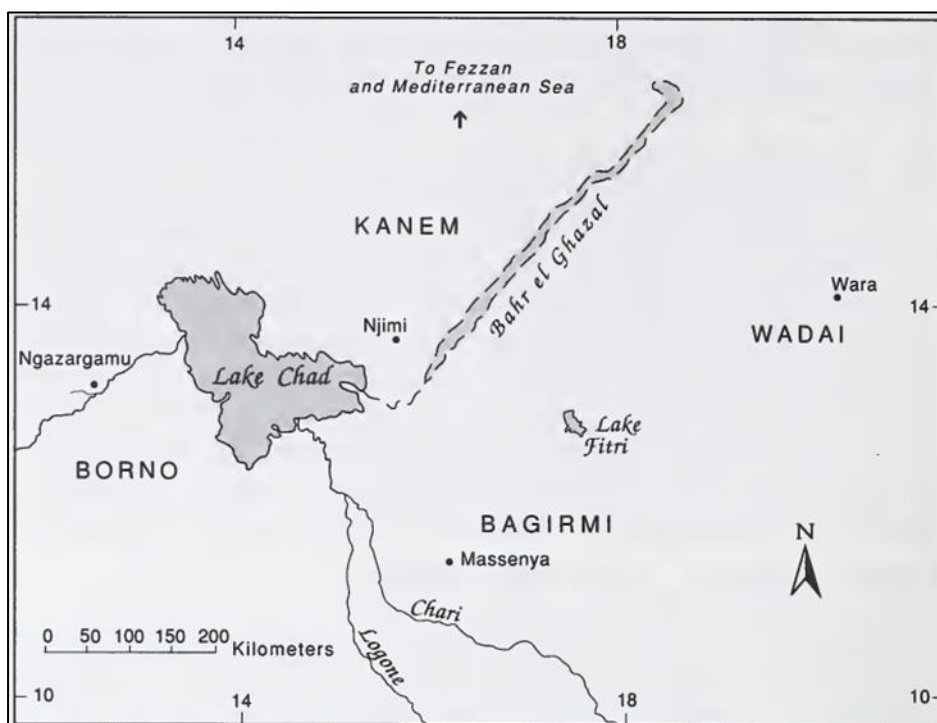 14 18
To Fezzan
and Mediterranean Sea
KANEM
Bahr el Ghazal
Wara
14 14
Njimi
WADAI
Ngazargamu
Lake Chad
Lake
Fitri
BORNO
BAGIRMI
N
Massenya
Chari
0 50 100 150 200
Kilometers
Logone
10 10
14 18